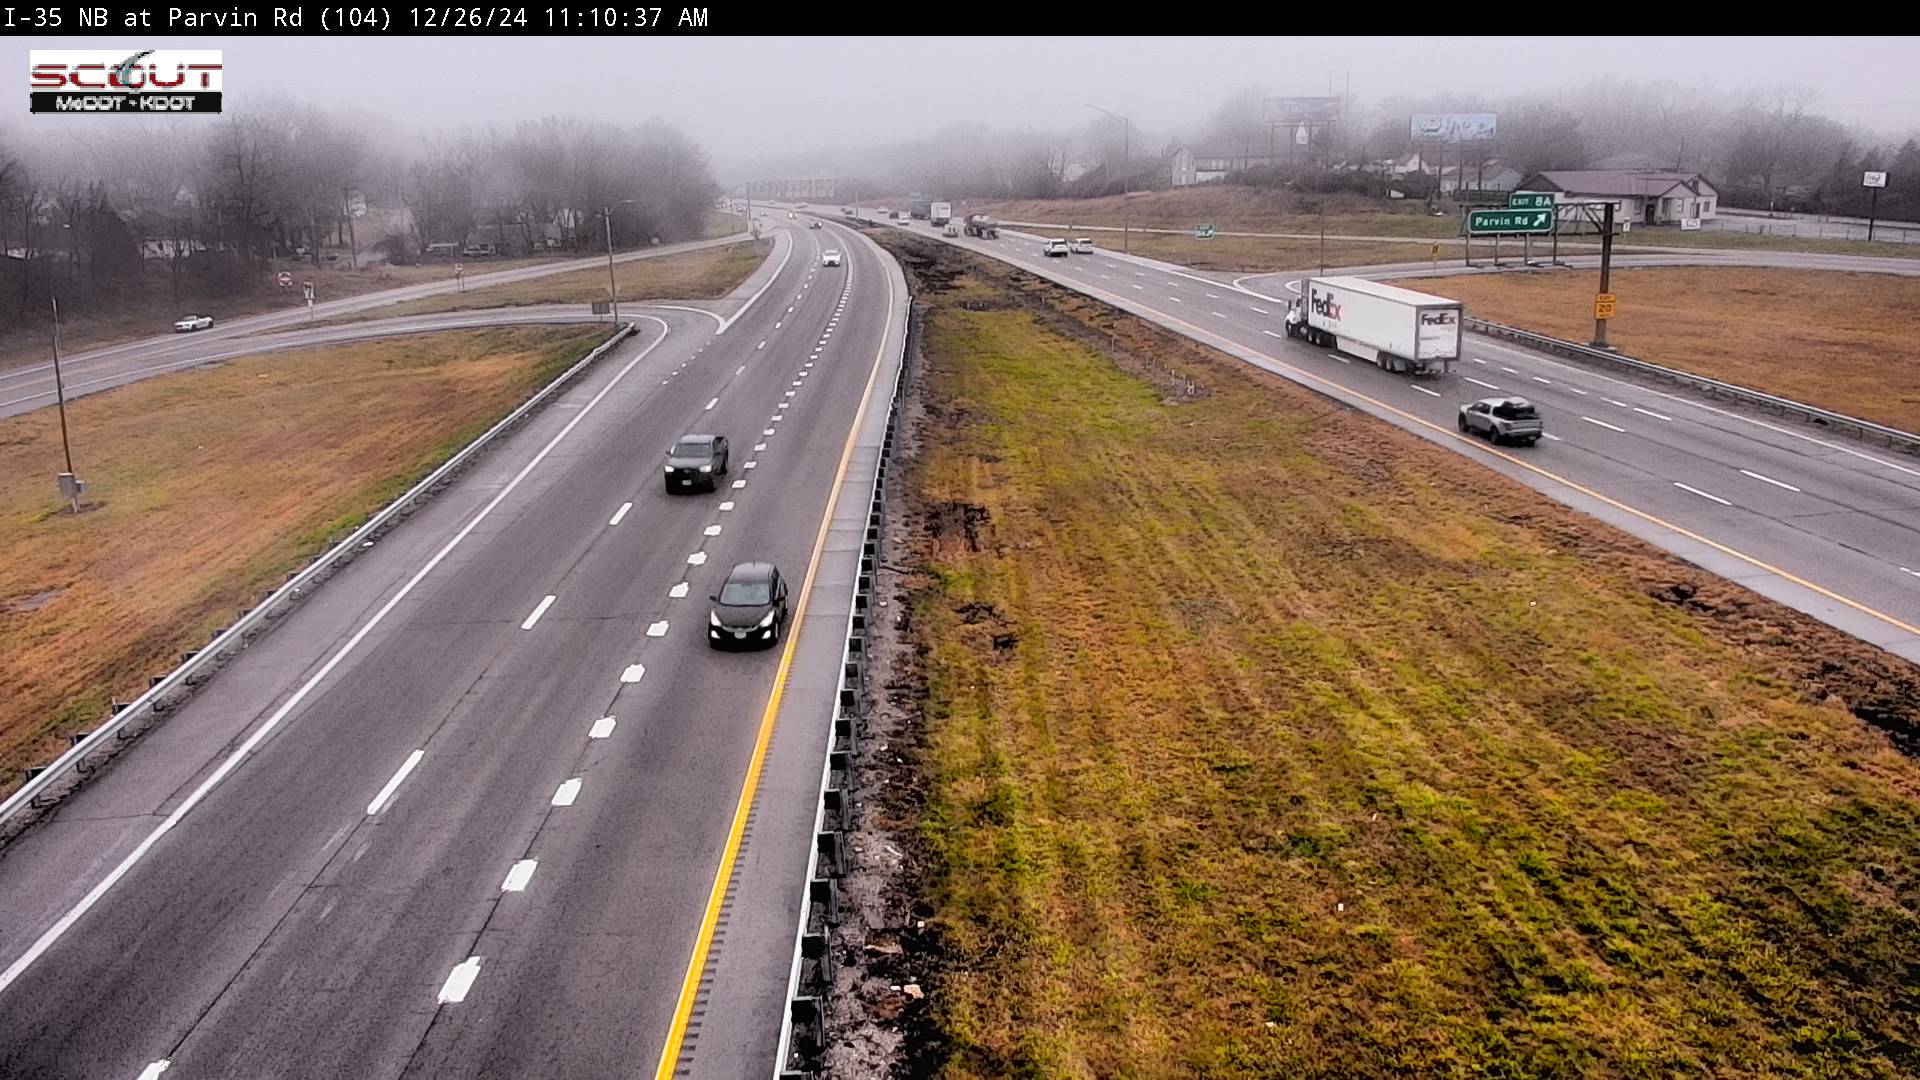 I-35 NB at Parvin Rd (104) 12/26/24 11:10:37 AM
SCOUT
MoDOT - KDOT
EXIT 8A
Parvin Rd
FedEx
FedEx
EXIT
20